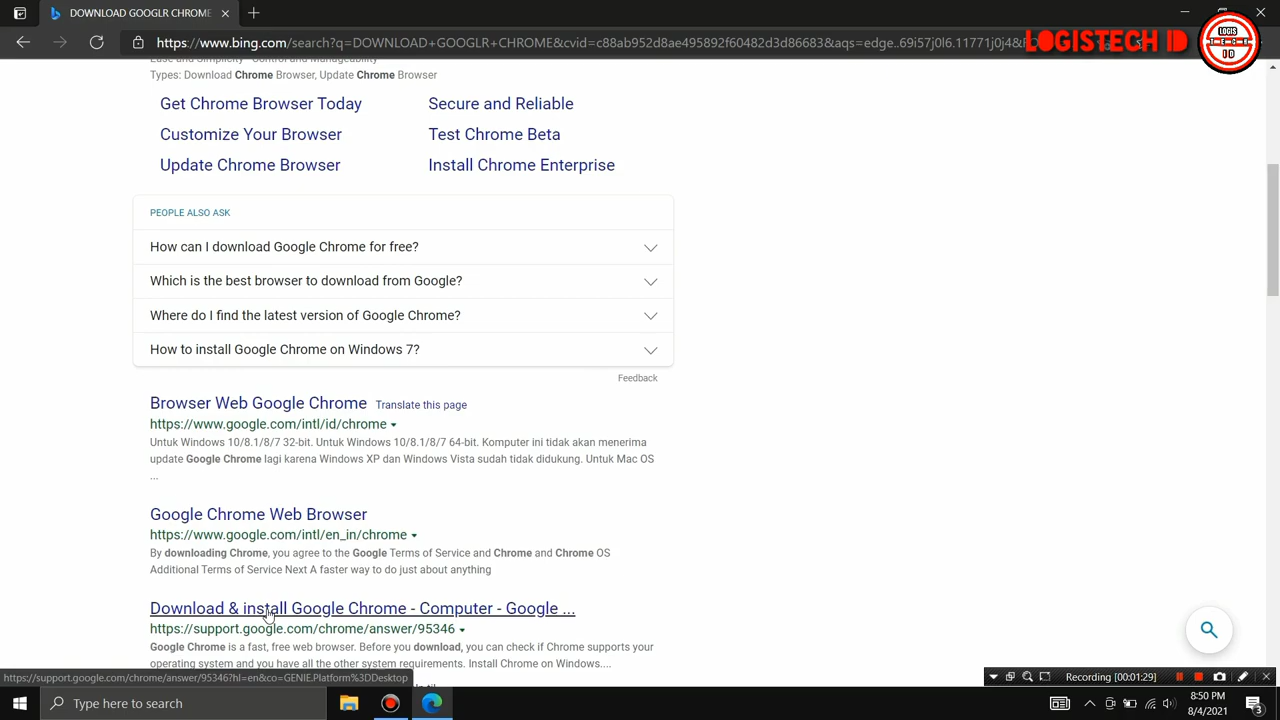 DOWNLOAD GOOGLR CHROME
https://www.bing.com/search?q=DOWNLOAD+GOOGLR+CHROME&cvid=c88ab952d8ae495892f60482d3d86683&aqs=edge..69i57j0l6.11771j0j4&
LOGISTECH ID
LOGIS
TECH
ID
Ease and Simplicity · Control and Manageability
Types: Download Chrome Browser, Update Chrome Browser
Get Chrome Browser Today
Secure and Reliable
Customize Your Browser
Test Chrome Beta
Update Chrome Browser
Install Chrome Enterprise
PEOPLE ALSO ASK
How can I download Google Chrome for free?
Which is the best browser to download from Google?
Where do I find the latest version of Google Chrome?
How to install Google Chrome on Windows 7?
Feedback
Browser Web Google Chrome Translate this page
https://www.google.com/intl/id/chrome
Untuk Windows 10/8.1/8/7 32-bit. Untuk Windows 10/8.1/8/7 64-bit. Komputer ini tidak akan menerima
update Google Chrome lagi karena Windows XP dan Windows Vista sudah tidak didukung. Untuk Mac OS
...
Google Chrome Web Browser
https://www.google.com/intl/en_in/chrome
By downloading Chrome, you agree to the Google Terms of Service and Chrome and Chrome OS
Additional Terms of Service Next A faster way to do just about anything
Download & install Google Chrome - Computer - Google ...
https://support.google.com/chrome/answer/95346
Google Chrome is a fast, free web browser. Before you download, you can check if Chrome supports your
operating system and you have all the other system requirements. Install Chrome on Windows....
https://support.google.com/chrome/answer/95346?hl=en&co=GENIE.Platform%3DDesktop
Recording [00:01:29]
Type here to search
8:50 PM
8/4/2021
3